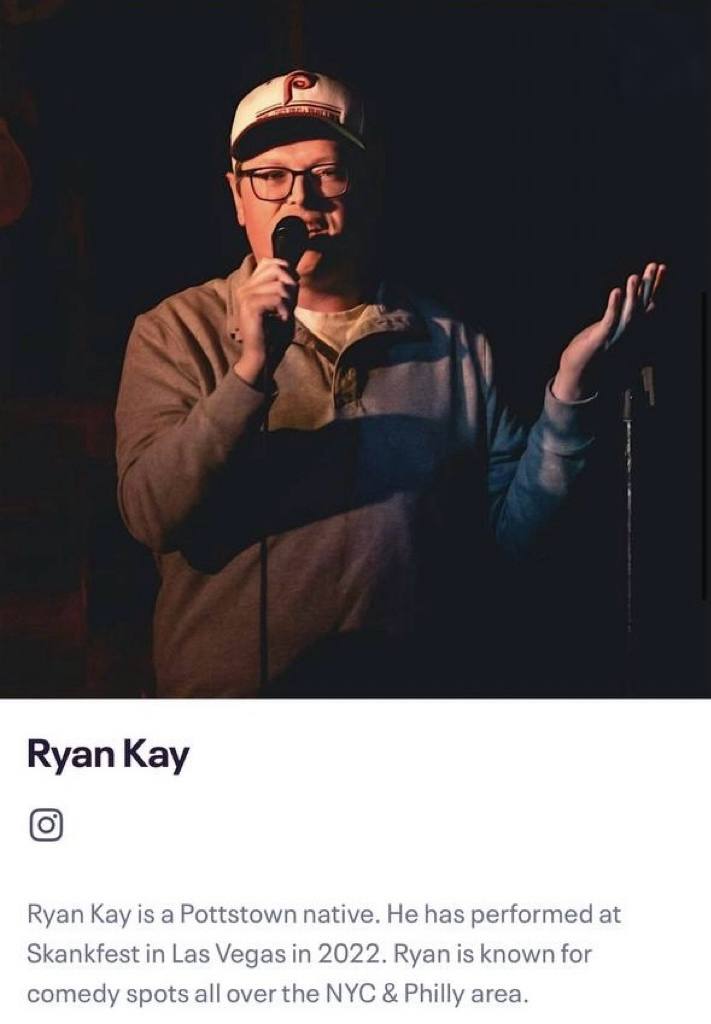 P
Ryan Kay
Ryan Kay is a Pottstown native. He has performed at
Skankfest in Las Vegas in 2022. Ryan is known for
comedy spots all over the NYC & Philly area.